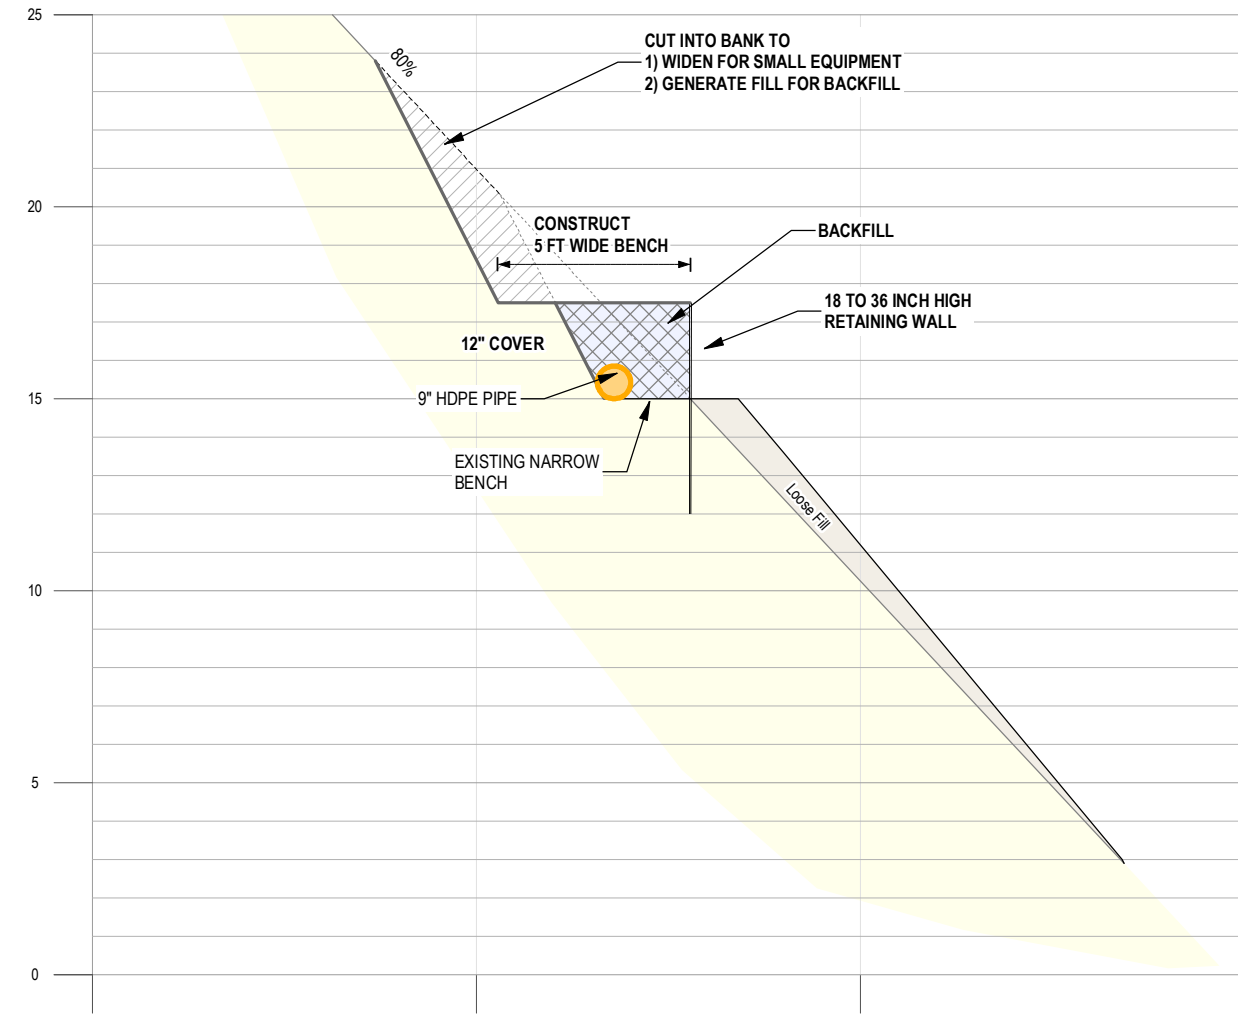 25
80%
CUT INTO BANK TO
1) WIDEN FOR SMALL EQUIPMENT
2) GENERATE FILL FOR BACKFILL
20
CONSTRUCT
5 FT WIDE BENCH
BACKFILL
18 TO 36 INCH HIGH
RETAINING WALL
12" COVER
15
9" HDPE PIPE
EXISTING NARROW
BENCH
Loose Fill
10
5
0